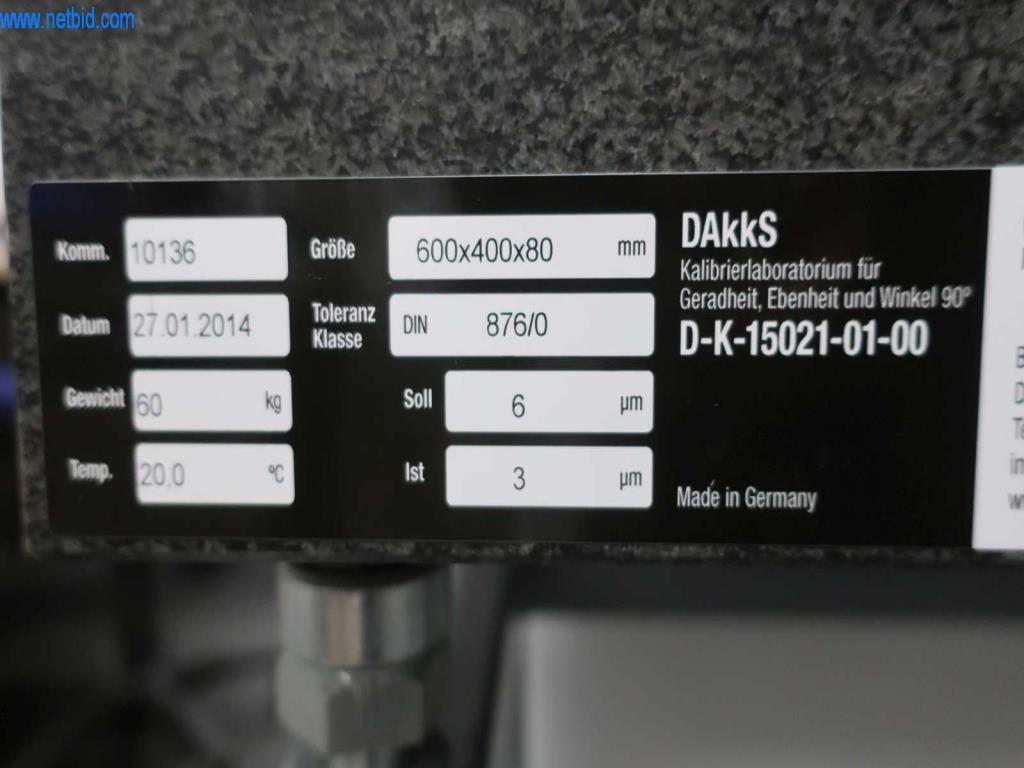 www.netbid.com
Komm. 10136
Größe 600x400x80 mm
Datum 27.01.2014
Toleranz Klasse DIN 876/0
Gewicht 60 kg
Soll 6 µm
Temp. 20,0 ºC
Ist 3 µm
DAkkS
Kalibrierlaboratorium für
Geradheit, Ebenheit und Winkel 90º
D-K-15021-01-00
Made in Germany